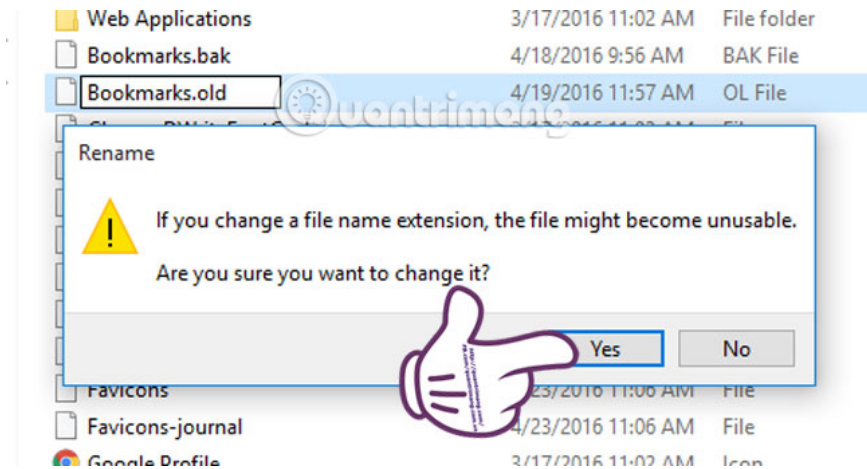 Web Applications 3/17/2016 11:02 AM File folder
Bookmarks.bak 4/18/2016 9:56 AM BAK File
Bookmarks.old 4/19/2016 11:57 AM OL File
Quantrimang
Rename
If you change a file name extension, the file might become unusable.
Are you sure you want to change it?
Yes No
Favicons 4/23/2016 11:06 AM File
Favicons-journal 4/23/2016 11:06 AM File
Google Profile 3/17/2016 11:02 AM Icon